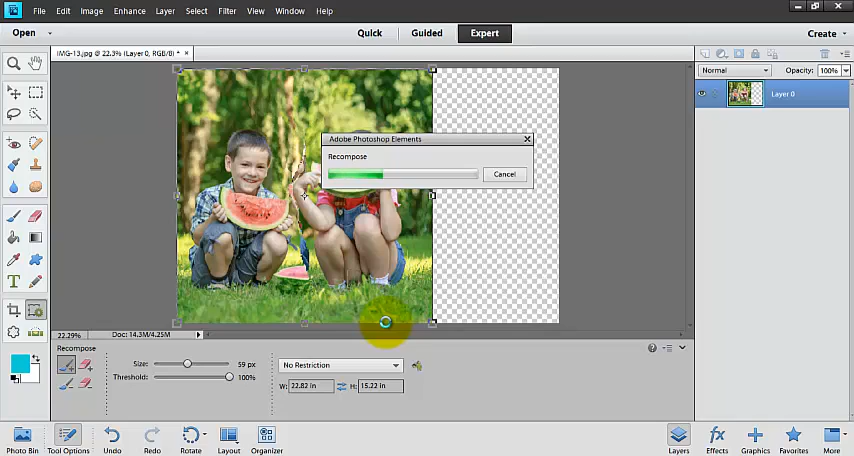 File Edit Image Enhance Layer Select Filter View Window Help
Open Quick Guided Expert Create
IMG-13.jpg @ 22.3% (Layer 0, RGB/8) * ×
Normal Opacity: 100%
Layer 0
Adobe Photoshop Elements
Recompose
Cancel
22.29% Doc: 14.3M/4.25M
Recompose
Size: 59 px No Restriction
Threshold: 100%
W: 22.82 in H: 15.22 in
Photo Bin Tool Options Undo Redo Rotate Layout Organizer Layers Effects Graphics Favorites More